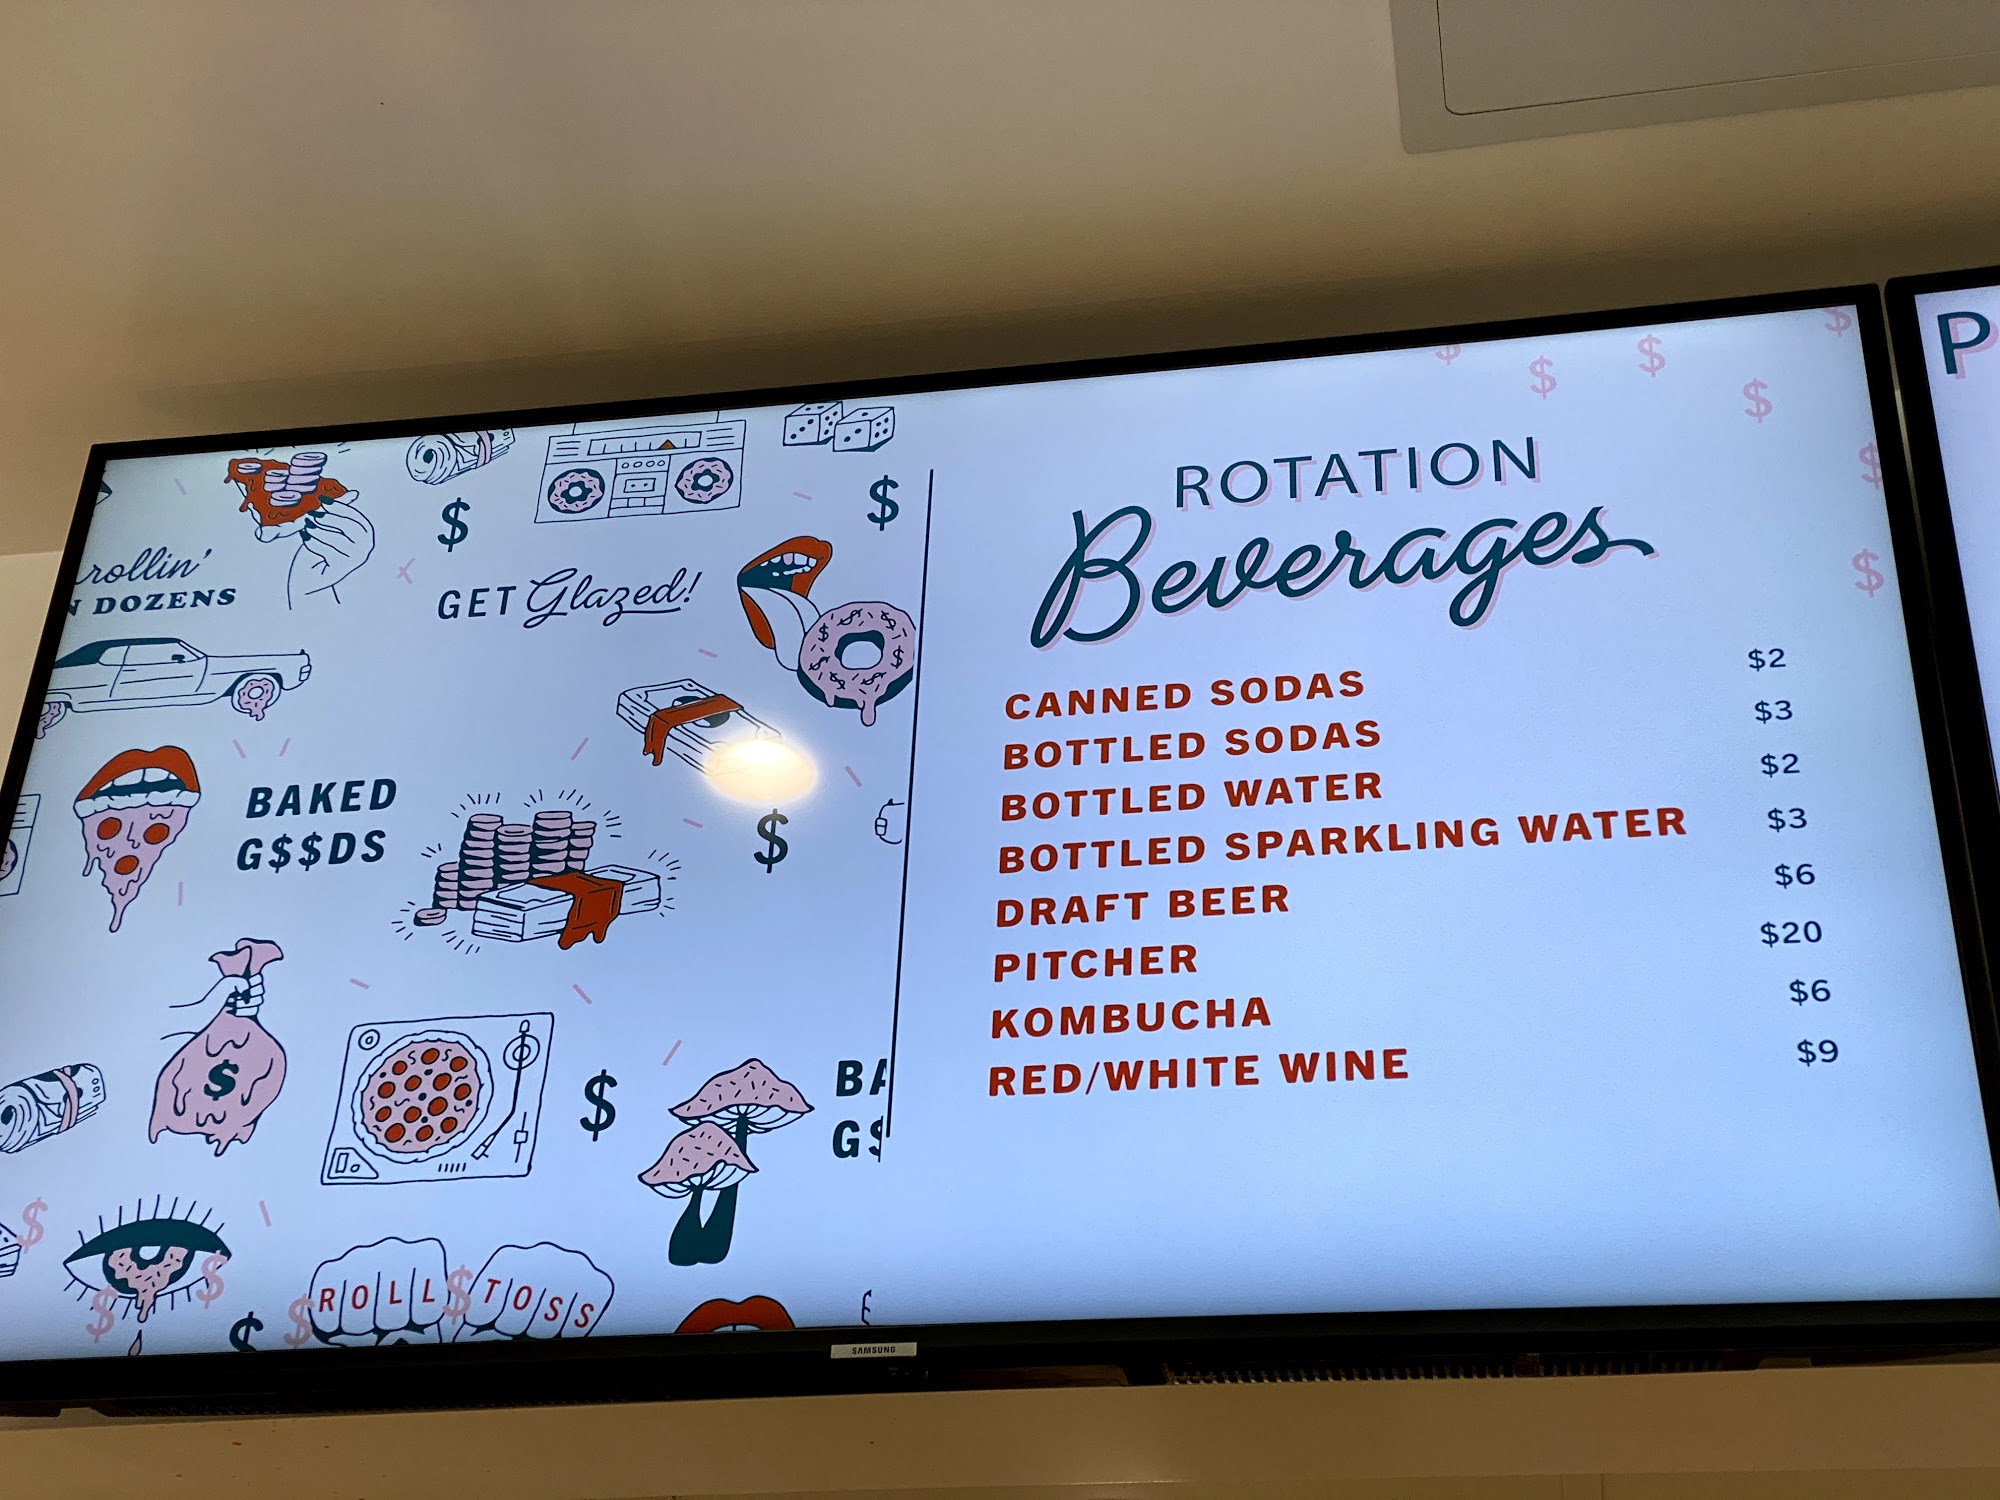 rollin'
N DOZENS
GET Glazed!
$
$
BAKED
G$$DS
$
$
$
BA
G$
ROLL TOSS
$
ROTATION
Beverages
CANNED SODAS $2
BOTTLED SODAS $3
BOTTLED WATER $2
BOTTLED SPARKLING WATER $3
DRAFT BEER $6
PITCHER $20
KOMBUCHA $6
RED/WHITE WINE $9
SAMSUNG
P